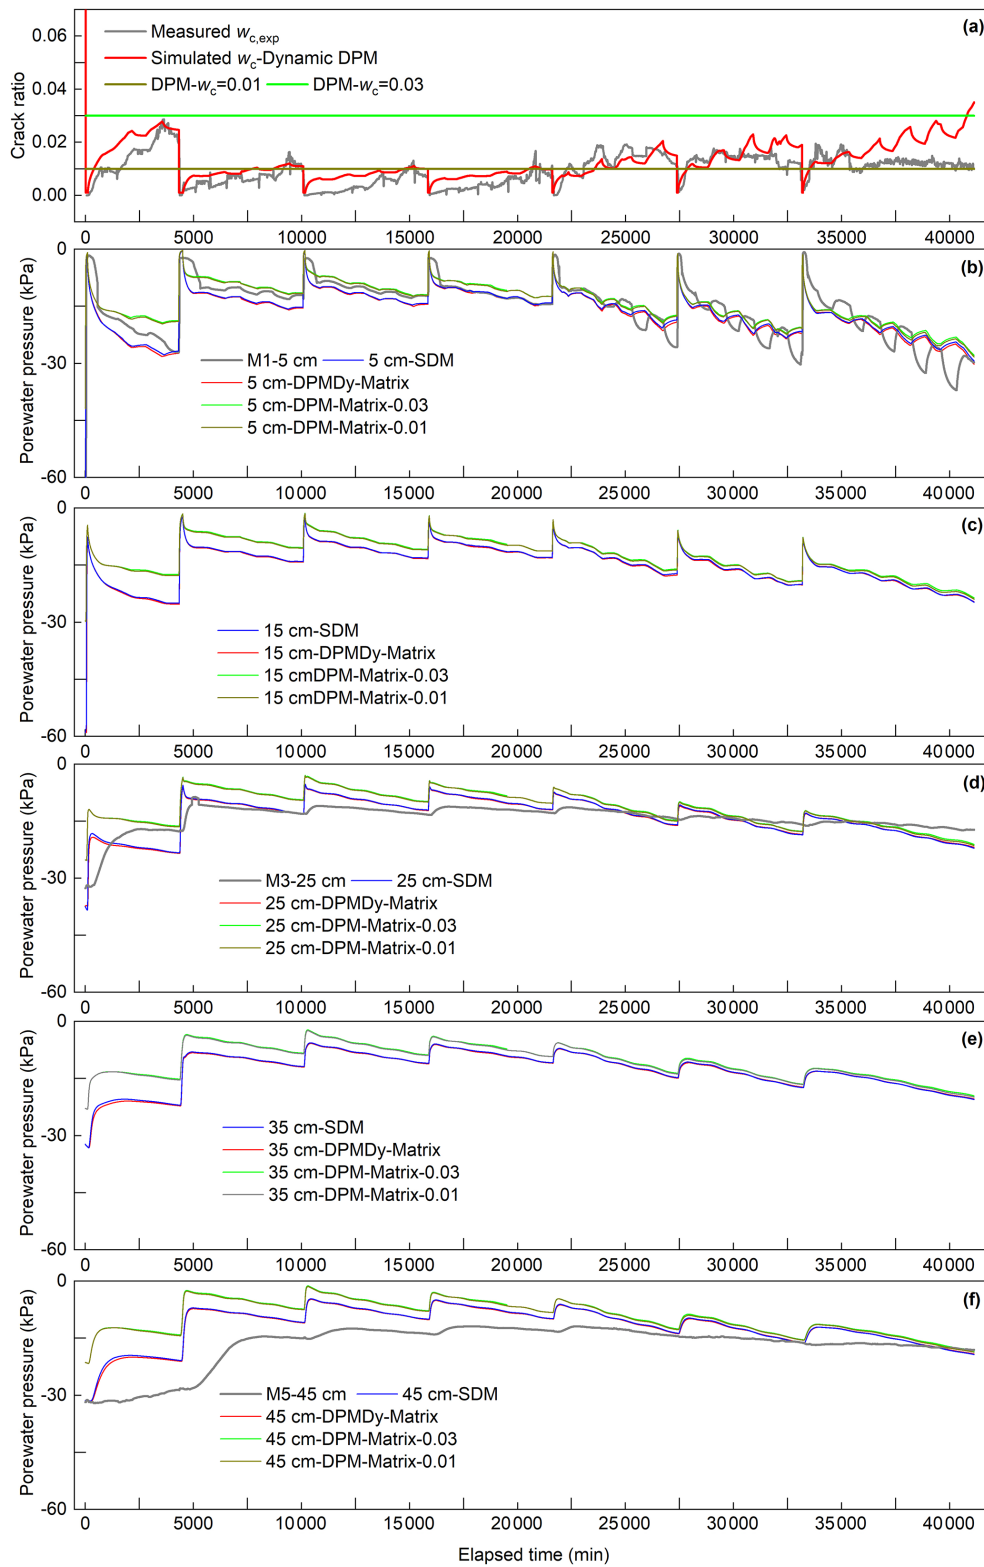 (a)
Measured w_c,exp
Simulated w_c-Dynamic DPM
DPM-w_c=0.01 DPM-w_c=0.03
Crack ratio
0.06
0.04
0.02
0.00
0 5000 10000 15000 20000 25000 30000 35000 40000
(b)
Porewater pressure (kPa)
0
-30
-60
M1-5 cm 5 cm-SDM
5 cm-DPMDy-Matrix
5 cm-DPM-Matrix-0.03
5 cm-DPM-Matrix-0.01
0 5000 10000 15000 20000 25000 30000 35000 40000
(c)
Porewater pressure (kPa)
0
-30
-60
15 cm-SDM
15 cm-DPMDy-Matrix
15 cmDPM-Matrix-0.03
15 cmDPM-Matrix-0.01
0 5000 10000 15000 20000 25000 30000 35000 40000
(d)
Porewater pressure (kPa)
0
-30
-60
M3-25 cm 25 cm-SDM
25 cm-DPMDy-Matrix
25 cm-DPM-Matrix-0.03
25 cm-DPM-Matrix-0.01
0 5000 10000 15000 20000 25000 30000 35000 40000
(e)
Porewater pressure (kPa)
0
-30
-60
35 cm-SDM
35 cm-DPMDy-Matrix
35 cm-DPM-Matrix-0.03
35 cm-DPM-Matrix-0.01
0 5000 10000 15000 20000 25000 30000 35000 40000
(f)
Porewater pressure (kPa)
0
-30
-60
M5-45 cm 45 cm-SDM
45 cm-DPMDy-Matrix
45 cm-DPM-Matrix-0.03
45 cm-DPM-Matrix-0.01
0 5000 10000 15000 20000 25000 30000 35000 40000
Elapsed time (min)